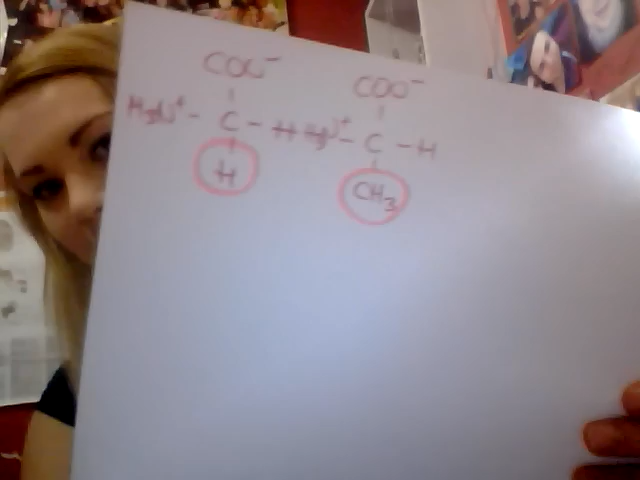 COO⁻ COO⁻
H₃N⁺ - C - H H₃N⁺ - C - H
H CH₃